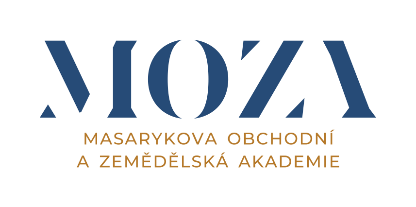 MOZA
MASARYKOVA OBCHODNÍ
A ZEMĚDĚLSKÁ AKADEMIE